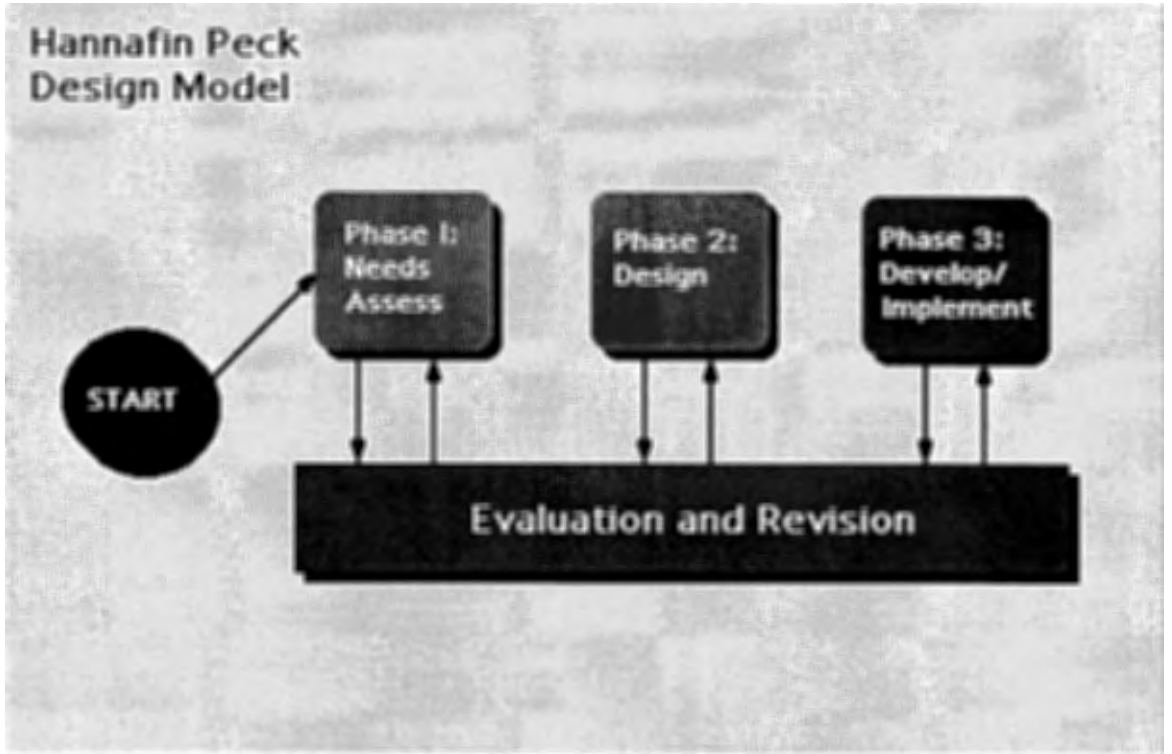 Hannafin Peck
Design Model
Phase 1:
Needs
Assess
Phase 2:
Design
Phase 3:
Develop/
Implement
START
Evaluation and Revision